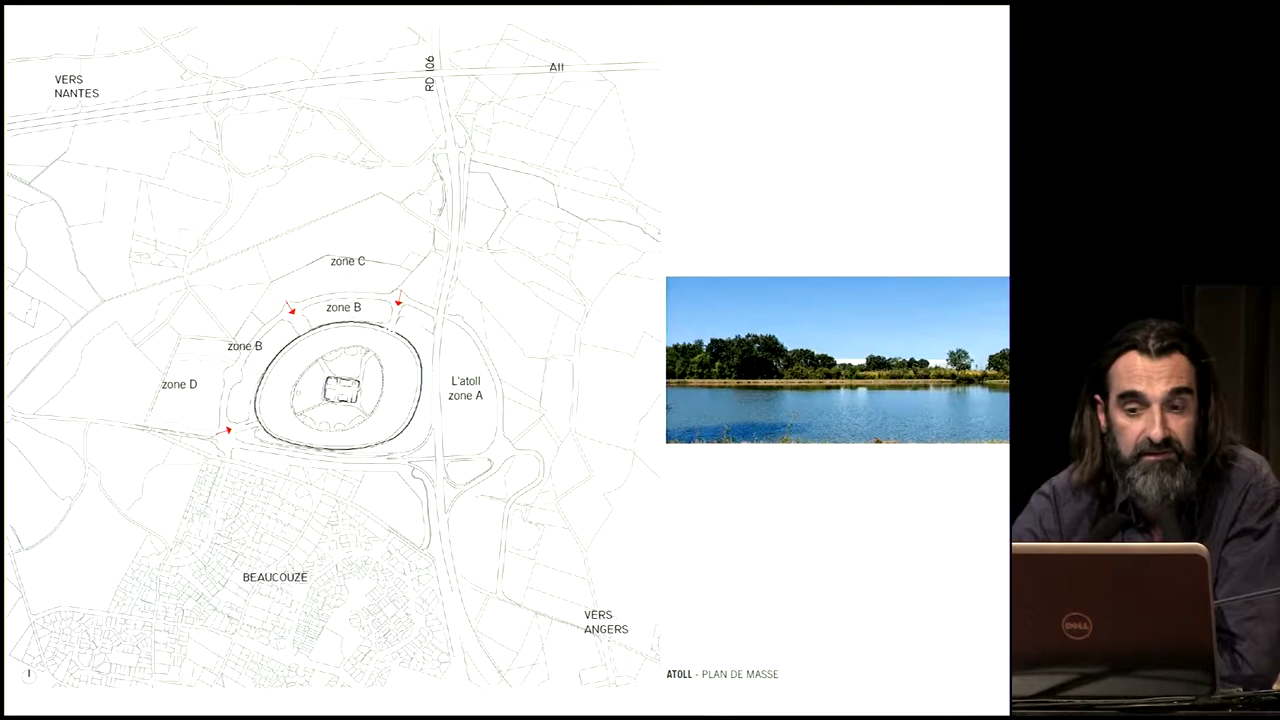 VERS
NANTES
RD 106
A11
zone C
zone B
zone B
zone D
L'atoll
zone A
BEAUCOUZE
VERS
ANGERS
ATOLL - PLAN DE MASSE
DELL